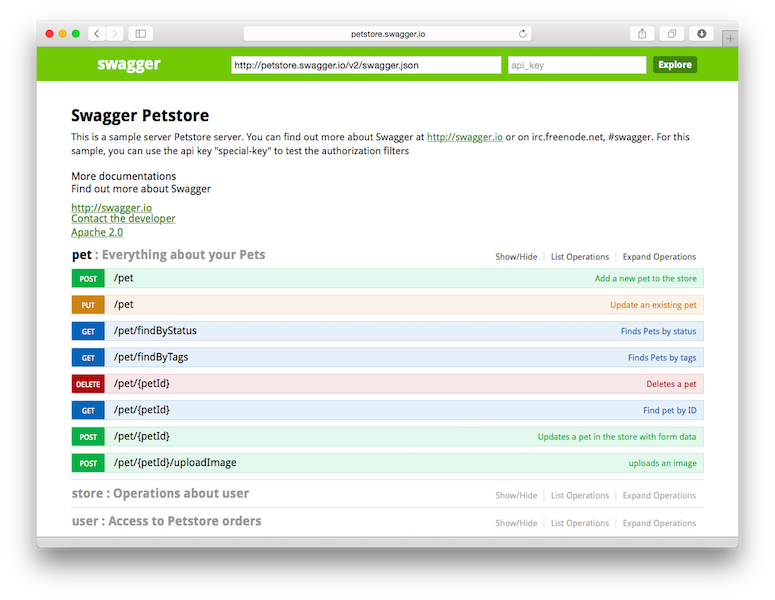 petstore.swagger.io
swagger
http://petstore.swagger.io/v2/swagger.json
api_key
Explore
Swagger Petstore
This is a sample server Petstore server. You can find out more about Swagger at http://swagger.io or on irc.freenode.net, #swagger. For this
sample, you can use the api key "special-key" to test the authorization filters
More documentations
Find out more about Swagger
http://swagger.io
Contact the developer
Apache 2.0
pet : Everything about your Pets Show/Hide List Operations Expand Operations
POST /pet Add a new pet to the store
PUT /pet Update an existing pet
GET /pet/findByStatus Finds Pets by status
GET /pet/findByTags Finds Pets by tags
DELETE /pet/{petId} Deletes a pet
GET /pet/{petId} Find pet by ID
POST /pet/{petId} Updates a pet in the store with form data
POST /pet/{petId}/uploadImage uploads an image
store : Operations about user Show/Hide List Operations Expand Operations
user : Access to Petstore orders Show/Hide List Operations Expand Operations